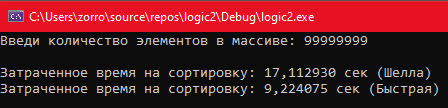 C:\Users\zorro\source\repos\logic2\Debug\logic2.exe
Введи количество элементов в массиве: 99999999
Затраченное время на сортировку: 17,112930 сек (Шелла)
Затраченное время на сортировку: 9,224075 сек (Быстрая)